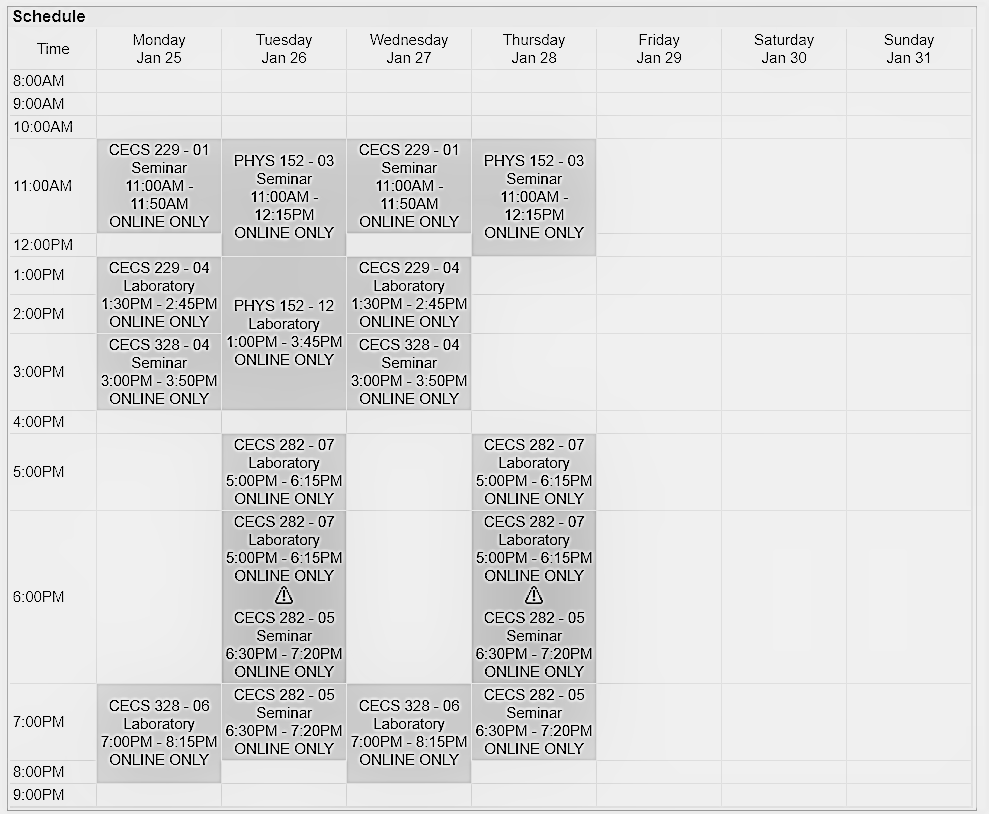 Schedule
Time
Monday
Jan 25
Tuesday
Jan 26
Wednesday
Jan 27
Thursday
Jan 28
Friday
Jan 29
Saturday
Jan 30
Sunday
Jan 31
8:00AM
9:00AM
10:00AM
11:00AM
CECS 229 - 01
Seminar
11:00AM -
11:50AM
ONLINE ONLY
PHYS 152 - 03
Seminar
11:00AM -
12:15PM
ONLINE ONLY
CECS 229 - 01
Seminar
11:00AM -
11:50AM
ONLINE ONLY
PHYS 152 - 03
Seminar
11:00AM -
12:15PM
ONLINE ONLY
12:00PM
1:00PM
CECS 229 - 04
Laboratory
1:30PM - 2:45PM
ONLINE ONLY
PHYS 152 - 12
Laboratory
1:00PM - 3:45PM
ONLINE ONLY
CECS 229 - 04
Laboratory
1:30PM - 2:45PM
ONLINE ONLY
2:00PM
3:00PM
CECS 328 - 04
Seminar
3:00PM - 3:50PM
ONLINE ONLY
CECS 328 - 04
Seminar
3:00PM - 3:50PM
ONLINE ONLY
4:00PM
5:00PM
CECS 282 - 07
Laboratory
5:00PM - 6:15PM
ONLINE ONLY
CECS 282 - 07
Laboratory
5:00PM - 6:15PM
ONLINE ONLY
6:00PM
CECS 282 - 07
Laboratory
5:00PM - 6:15PM
ONLINE ONLY
CECS 282 - 05
Seminar
6:30PM - 7:20PM
ONLINE ONLY
CECS 282 - 07
Laboratory
5:00PM - 6:15PM
ONLINE ONLY
CECS 282 - 05
Seminar
6:30PM - 7:20PM
ONLINE ONLY
7:00PM
CECS 328 - 06
Laboratory
7:00PM - 8:15PM
ONLINE ONLY
CECS 282 - 05
Seminar
6:30PM - 7:20PM
ONLINE ONLY
CECS 328 - 06
Laboratory
7:00PM - 8:15PM
ONLINE ONLY
CECS 282 - 05
Seminar
6:30PM - 7:20PM
ONLINE ONLY
8:00PM
9:00PM